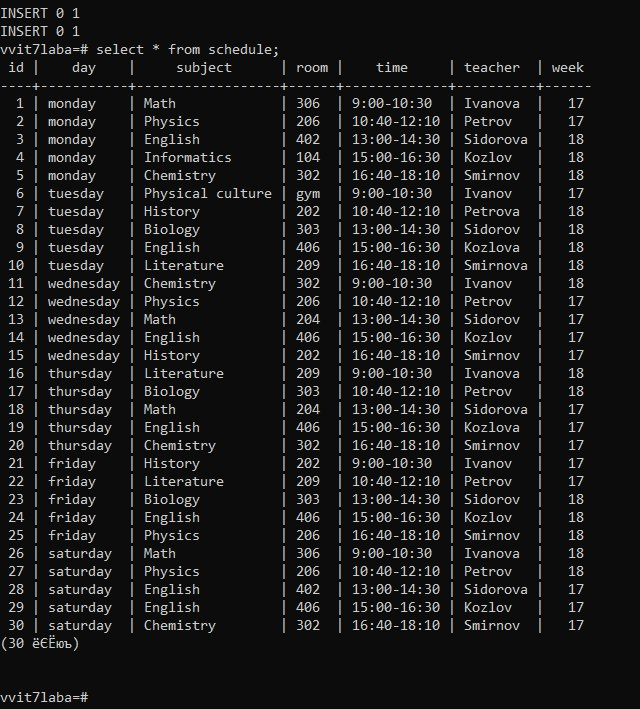 INSERT 0 1
INSERT 0 1
vvit7laba=# select * from schedule;
 id |    day    |     subject      | room |    time     | teacher  | week
----+-----------+------------------+------+-------------+----------+------
  1 | monday    | Math             | 306  | 9:00-10:30  | Ivanova  |   17
  2 | monday    | Physics          | 206  | 10:40-12:10 | Petrov   |   17
  3 | monday    | English          | 402  | 13:00-14:30 | Sidorova |   18
  4 | monday    | Informatics      | 104  | 15:00-16:30 | Kozlov   |   17
  5 | monday    | Chemistry        | 302  | 16:40-18:10 | Smirnov  |   18
  6 | tuesday   | Physical culture | gym  | 9:00-10:30  | Ivanov   |   17
  7 | tuesday   | History          | 202  | 10:40-12:10 | Petrova  |   18
  8 | tuesday   | Biology          | 303  | 13:00-14:30 | Sidorov  |   18
  9 | tuesday   | English          | 406  | 15:00-16:30 | Kozlova  |   17
 10 | tuesday   | Literature       | 209  | 16:40-18:10 | Smirnova |   18
 11 | wednesday | Chemistry        | 302  | 9:00-10:30  | Ivanov   |   18
 12 | wednesday | Physics          | 206  | 10:40-12:10 | Petrov   |   17
 13 | wednesday | Math             | 204  | 13:00-14:30 | Sidorov  |   17
 14 | wednesday | English          | 406  | 15:00-16:30 | Kozlov   |   17
 15 | wednesday | History          | 202  | 16:40-18:10 | Smirnov  |   17
 16 | thursday  | Literature       | 209  | 9:00-10:30  | Ivanova  |   18
 17 | thursday  | Biology          | 303  | 10:40-12:10 | Petrov   |   18
 18 | thursday  | Math             | 204  | 13:00-14:30 | Sidorova |   17
 19 | thursday  | English          | 406  | 15:00-16:30 | Kozlova  |   17
 20 | thursday  | Chemistry        | 302  | 16:40-18:10 | Smirnov  |   17
 21 | friday    | History          | 202  | 9:00-10:30  | Ivanov   |   17
 22 | friday    | Literature       | 209  | 10:40-12:10 | Petrov   |   17
 23 | friday    | Biology          | 303  | 13:00-14:30 | Sidorov  |   18
 24 | friday    | English          | 406  | 15:00-16:30 | Kozlov   |   18
 25 | friday    | Physics          | 206  | 16:40-18:10 | Smirnov  |   17
 26 | saturday  | Math             | 306  | 9:00-10:30  | Ivanova  |   18
 27 | saturday  | Physics          | 206  | 10:40-12:10 | Petrov   |   18
 28 | saturday  | English          | 402  | 13:00-14:30 | Sidorova |   17
 29 | saturday  | English          | 406  | 15:00-16:30 | Kozlov   |   17
 30 | saturday  | Chemistry        | 302  | 16:40-18:10 | Smirnov  |   17
(30 ёЄЁюъ)
vvit7laba=#